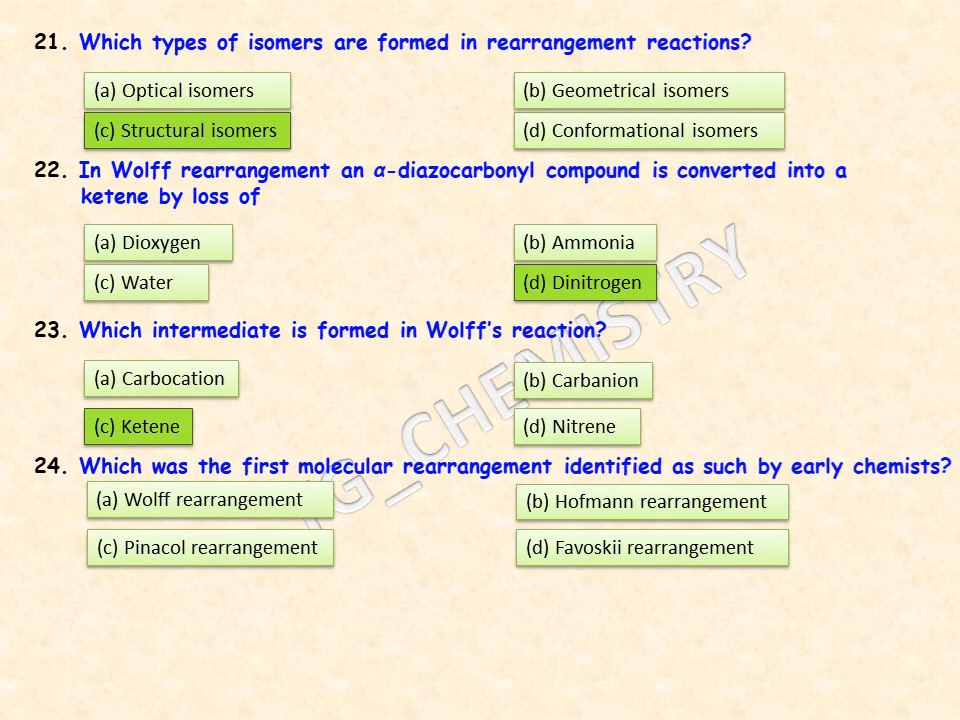 21. Which types of isomers are formed in rearrangement reactions?
(a) Optical isomers
(b) Geometrical isomers
(c) Structural isomers
(d) Conformational isomers
22. In Wolff rearrangement an α-diazocarbonyl compound is converted into a
ketene by loss of
(a) Dioxygen
(b) Ammonia
(c) Water
(d) Dinitrogen
23. Which intermediate is formed in Wolff’s reaction?
(a) Carbocation
(b) Carbanion
(c) Ketene
(d) Nitrene
24. Which was the first molecular rearrangement identified as such by early chemists?
(a) Wolff rearrangement
(b) Hofmann rearrangement
(c) Pinacol rearrangement
(d) Favoskii rearrangement